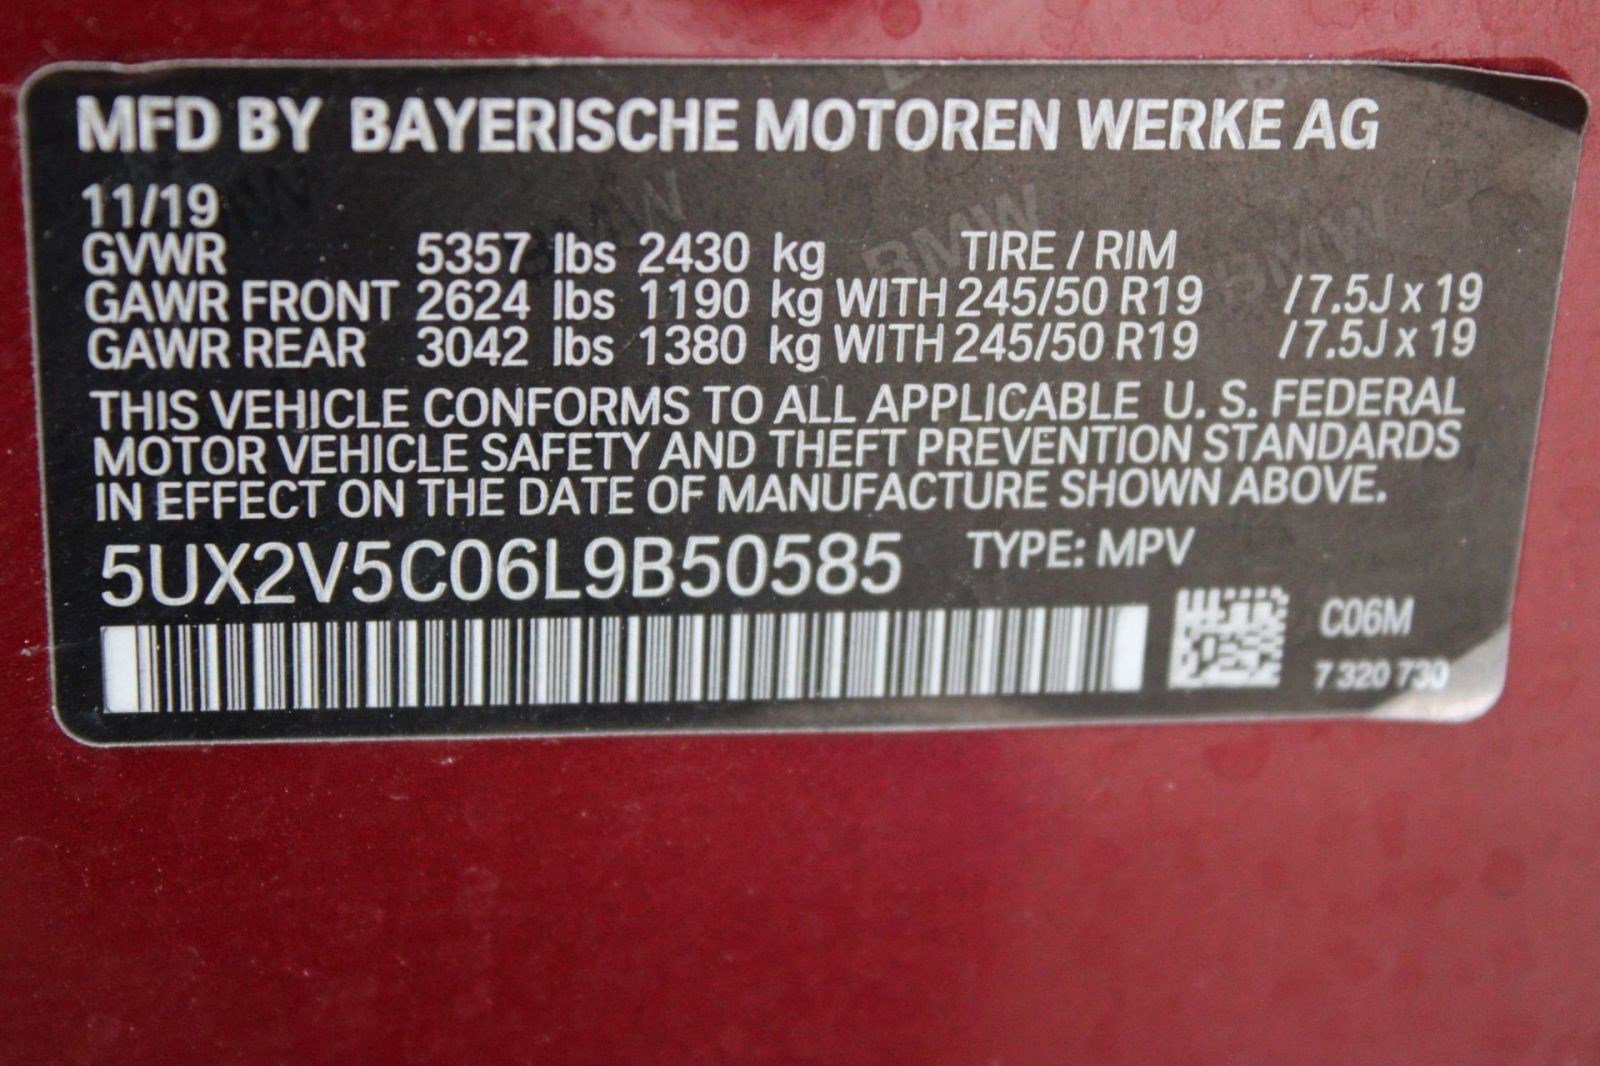 MFD BY BAYERISCHE MOTOREN WERKE AG
11/19
GVWR 5357 lbs 2430 kg TIRE / RIM
GAWR FRONT 2624 lbs 1190 kg WITH 245/50 R19 /7.5J x 19
GAWR REAR 3042 lbs 1380 kg WITH 245/50 R19 /7.5J x 19
THIS VEHICLE CONFORMS TO ALL APPLICABLE U. S. FEDERAL
MOTOR VEHICLE SAFETY AND THEFT PREVENTION STANDARDS
IN EFFECT ON THE DATE OF MANUFACTURE SHOWN ABOVE.
5UX2V5C06L9B50585 TYPE: MPV
C06M
7 320 730